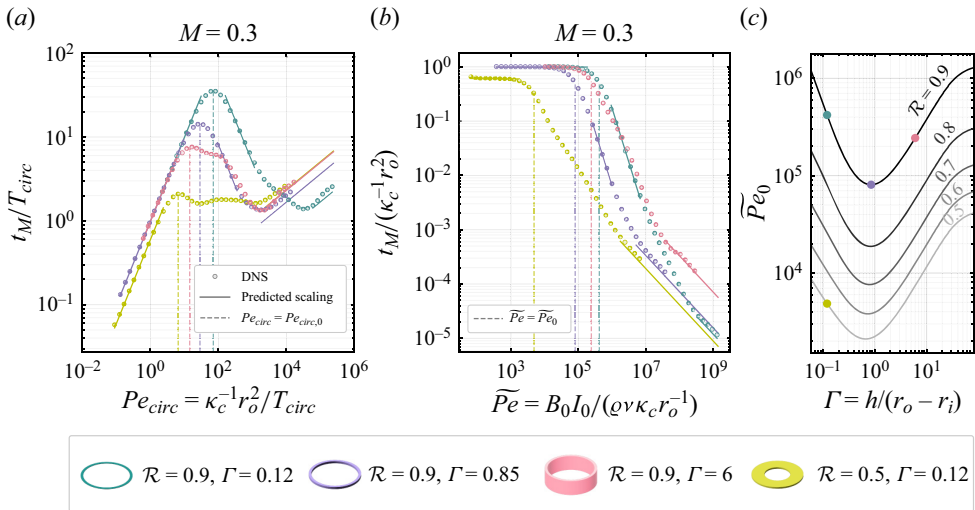 (a)
M = 0.3
t_M/T_circ
10^2
10^1
10^0
10^−1
DNS
Predicted scaling
Pe_circ = Pe_circ,0
10^−2 10^0 10^2 10^4 10^6
Pe_circ = κ_c^−1 r_o^2/T_circ
(b)
M = 0.3
t_M/(κ_c^−1 r_o^2)
10^0
10^−1
10^−2
10^−3
10^−4
10^−5
P̃e = P̃e_0
10^3 10^5 10^7 10^9
P̃e = B_0I_0/(ϱνκ_c r_o^−1)
(c)
P̃e_0
10^6
10^5
10^4
ℛ = 0.9
0.8
0.7
0.6
0.5
10^−1 10^0 10^1
Γ = h/(r_o − r_i)
ℛ = 0.9, Γ = 0.12 ℛ = 0.9, Γ = 0.85 ℛ = 0.9, Γ = 6 ℛ = 0.5, Γ = 0.12